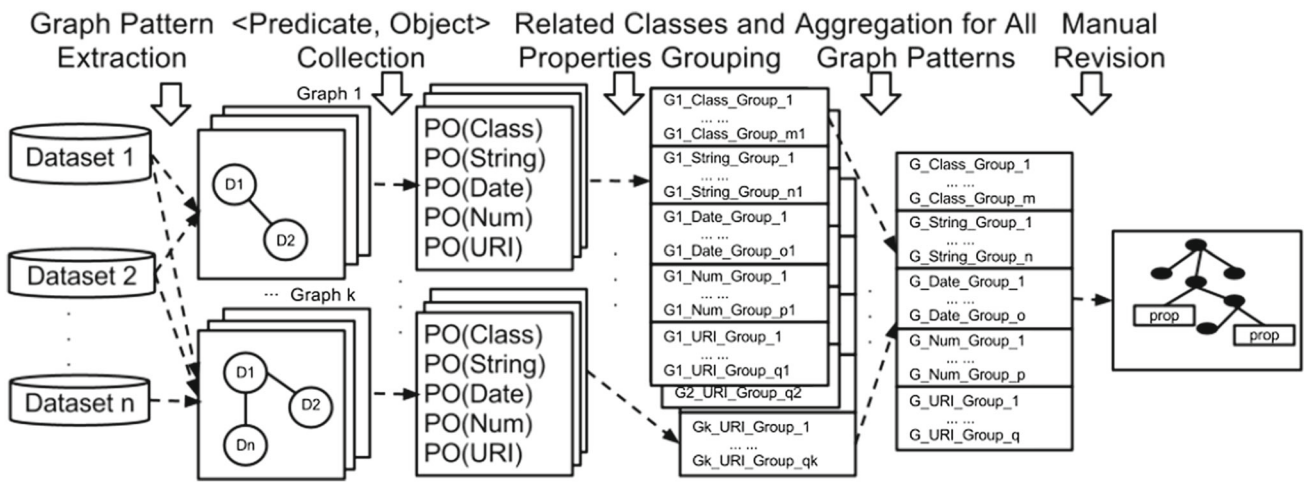 Graph Pattern
Extraction
<Predicate, Object>
Collection
Related Classes and
Properties Grouping
Aggregation for All
Graph Patterns
Manual
Revision
Dataset 1
Dataset 2
.
.
.
Dataset n
Graph 1
D1
D2
... Graph k
D1
D2
Dn
PO(Class)
PO(String)
PO(Date)
PO(Num)
PO(URI)
.
.
.
PO(Class)
PO(String)
PO(Date)
PO(Num)
PO(URI)
.
.
.
G1_Class_Group_1
... ...
G1_Class_Group_m1
G1_String_Group_1
... ...
G1_String_Group_n1
G1_Date_Group_1
... ...
G1_Date_Group_o1
G1_Num_Group_1
... ...
G1_Num_Group_p1
G1_URI_Group_1
... ...
G1_URI_Group_q1
G2_URI_Group_q2
Gk_URI_Group_1
... ...
Gk_URI_Group_qk
.
.
.
G_Class_Group_1
... ...
G_Class_Group_m
G_String_Group_1
... ...
G_String_Group_n
G_Date_Group_1
... ...
G_Date_Group_o
G_Num_Group_1
... ...
G_Num_Group_p
G_URI_Group_1
... ...
G_URI_Group_q
prop
prop